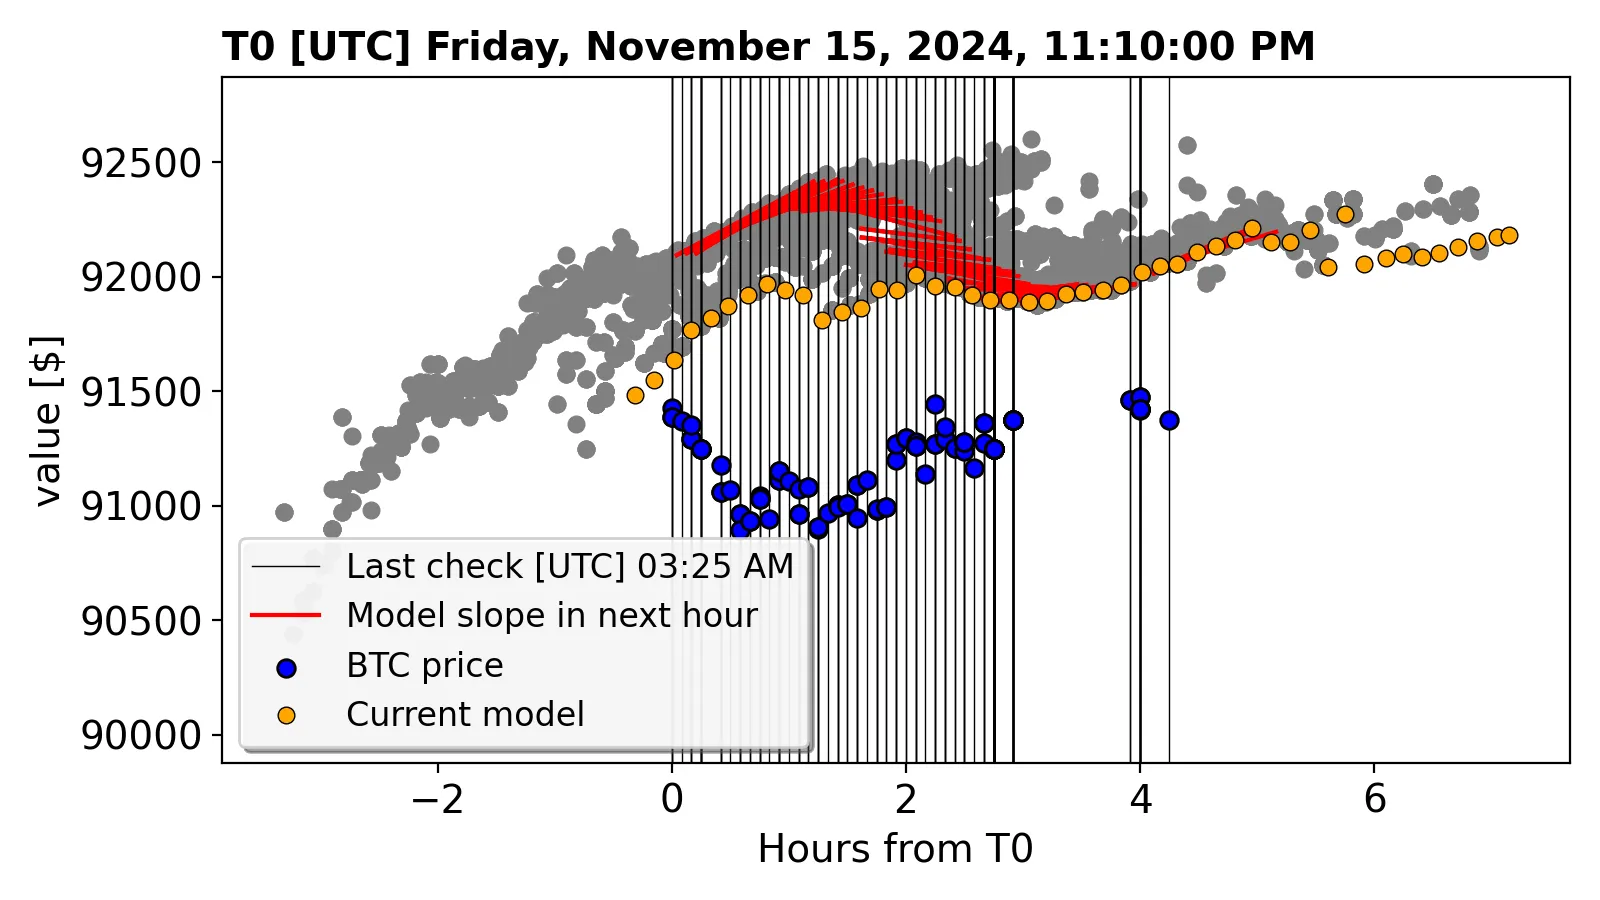 T0 [UTC] Friday, November 15, 2024, 11:10:00 PM
value [$]
92500
92000
91500
91000
90500
90000
Last check [UTC] 03:25 AM
Model slope in next hour
BTC price
Current model
−2 0 2 4 6
Hours from T0